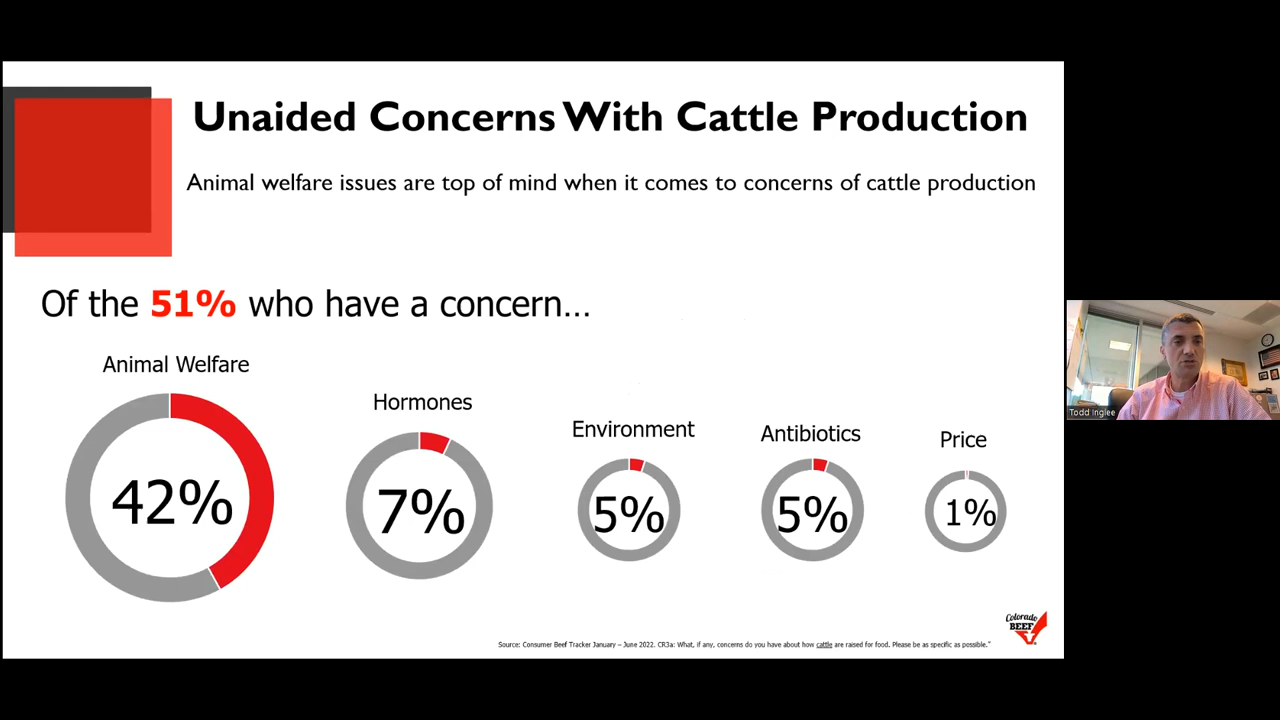 Unaided Concerns With Cattle Production
Animal welfare issues are top of mind when it comes to concerns of cattle production
Of the 51% who have a concern…
Animal Welfare
42%
Hormones
7%
Environment
5%
Antibiotics
5%
Price
1%
Todd Inglee
Colorado
BEEF
Source: Consumer Beef Tracker January – June 2022. CR3a: What, if any, concerns do you have about how cattle are raised for food. Please be as specific as possible."